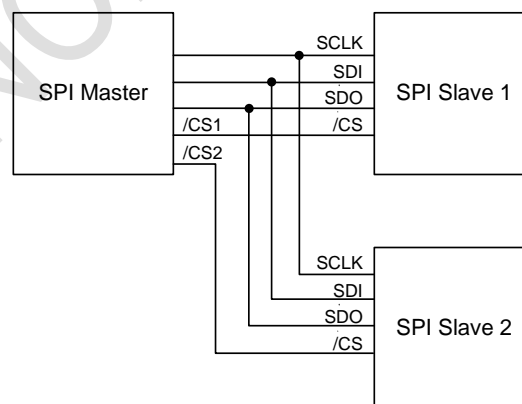 SPI Master
/CS1
/CS2
SCLK
SDI
SDO
/CS
SPI Slave 1
SCLK
SDI
SDO
/CS
SPI Slave 2